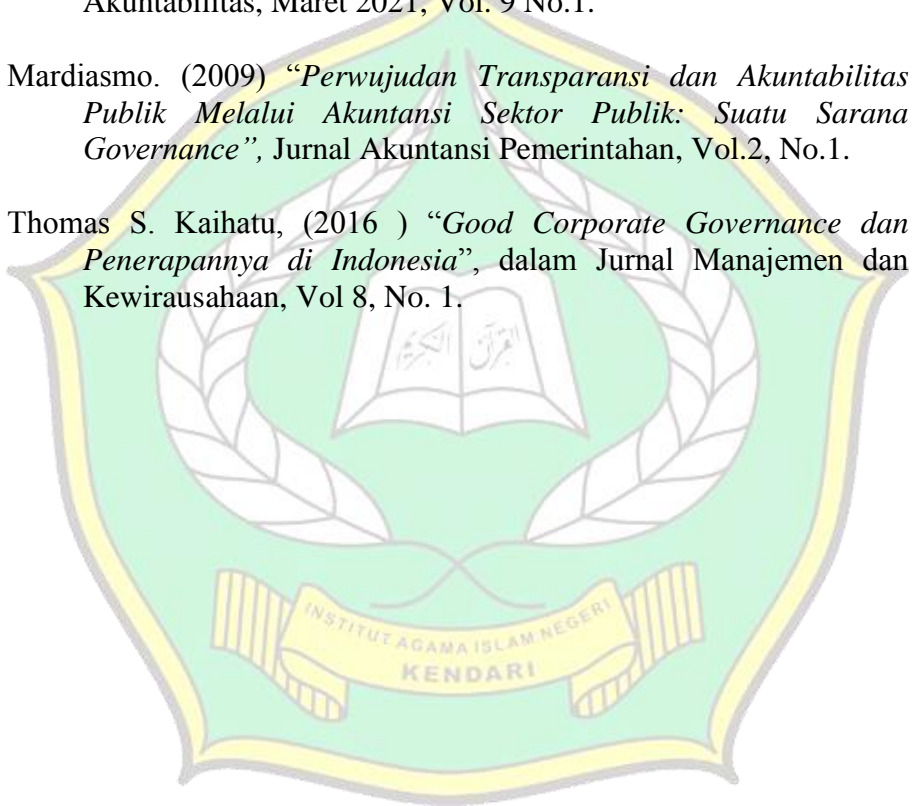 Akuntabilitas, Maret 2021, Vol. 9 No.1.
Mardiasmo. (2009) “Perwujudan Transparansi dan Akuntabilitas
Publik Melalui Akuntansi Sektor Publik: Suatu Sarana
Governance”, Jurnal Akuntansi Pemerintahan, Vol.2, No.1.
Thomas S. Kaihatu, (2016 ) “Good Corporate Governance dan
Penerapannya di Indonesia”, dalam Jurnal Manajemen dan
Kewirausahaan, Vol 8, No. 1.
القرآن الكريم
INSTITUT AGAMA ISLAM NEGERI
KENDARI